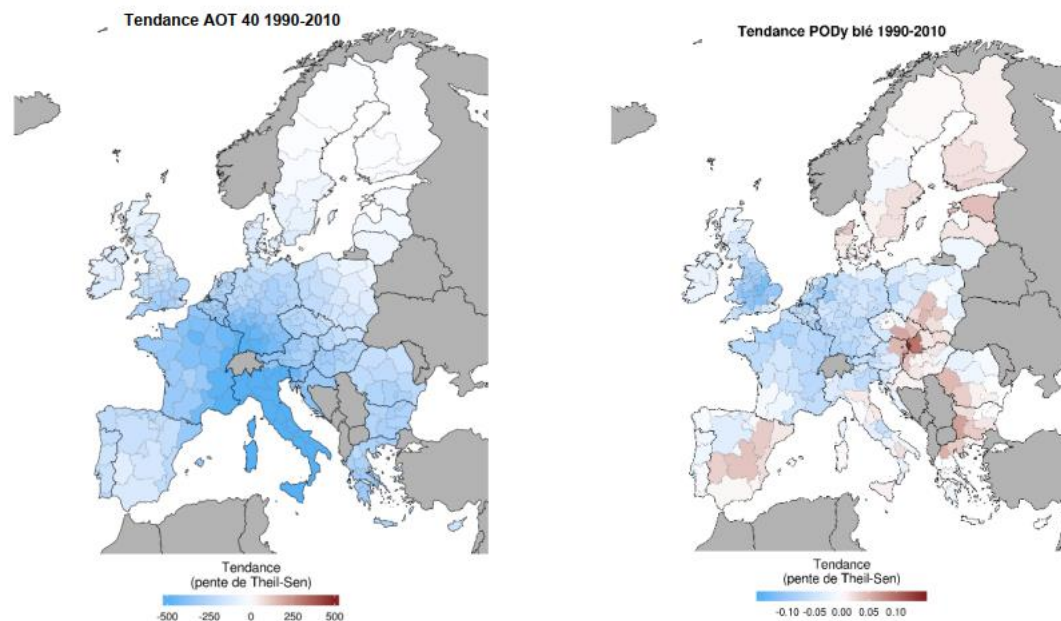 Tendance AOT 40 1990-2010
Tendance
(pente de Theil-Sen)
-500 -250 0 250 500
Tendance PODy blé 1990-2010
Tendance
(pente de Theil-Sen)
-0.10 -0.05 0.00 0.05 0.10